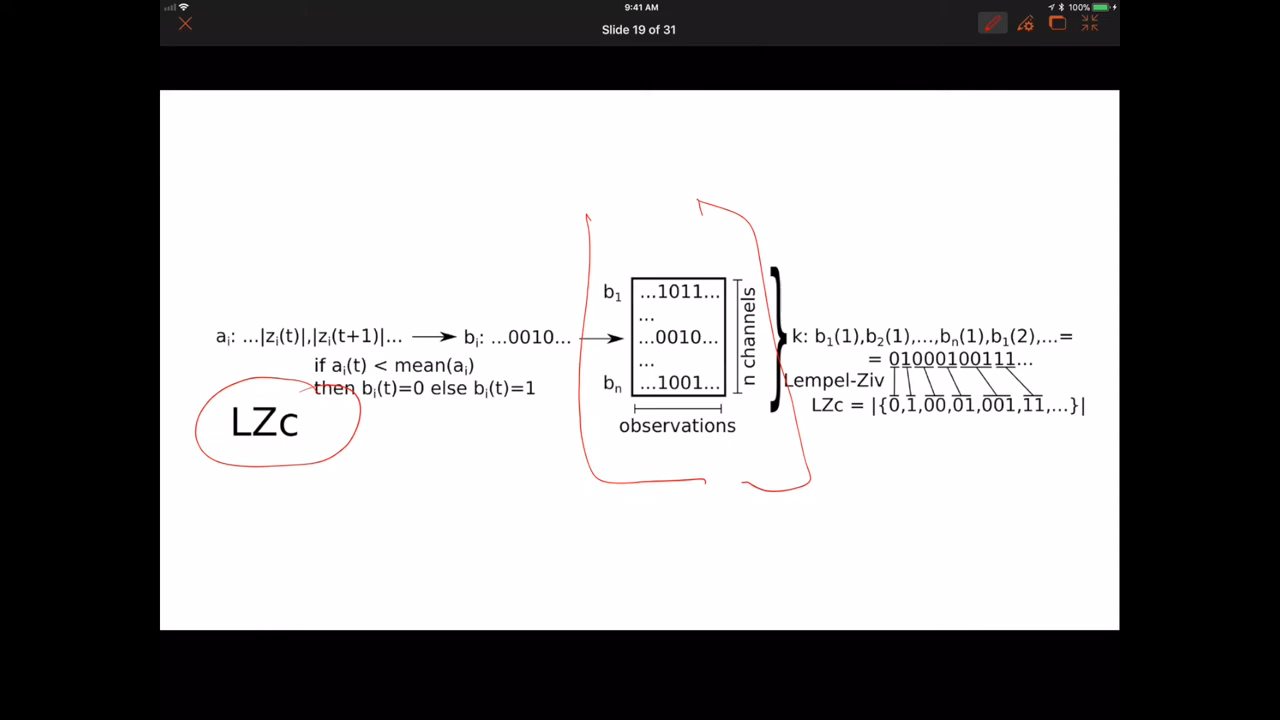 9:41 AM
100%
Slide 19 of 31
aᵢ: ...|zᵢ(t)|,|zᵢ(t+1)|...
bᵢ: ...0010...
if aᵢ(t) < mean(aᵢ)
then bᵢ(t)=0 else bᵢ(t)=1
LZc
b₁ ...1011...
...
...0010...
...
bₙ ...1001...
n channels
observations
k: b₁(1),b₂(1),...,bₙ(1),b₁(2),...=
= 01000100111...
Lempel-Ziv
LZc = |{0,1,00,01,001,11,...}|